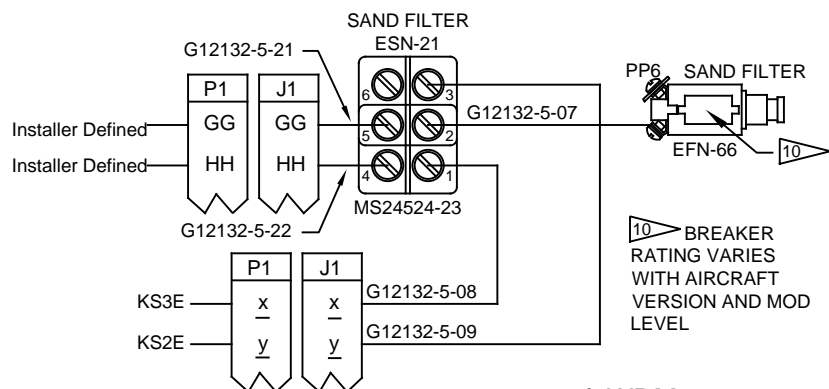 SAND FILTER
ESN-21
G12132-5-21
P1
J1
6
3
PP6
SAND FILTER
G12132-5-07
Installer Defined
GG
GG
5
2
Installer Defined
HH
HH
4
1
EFN-66
10
MS24524-23
G12132-5-22
10 BREAKER
RATING VARIES
WITH AIRCRAFT
VERSION AND MOD
LEVEL
P1
J1
KS3E
x
x
G12132-5-08
KS2E
y
y
G12132-5-09